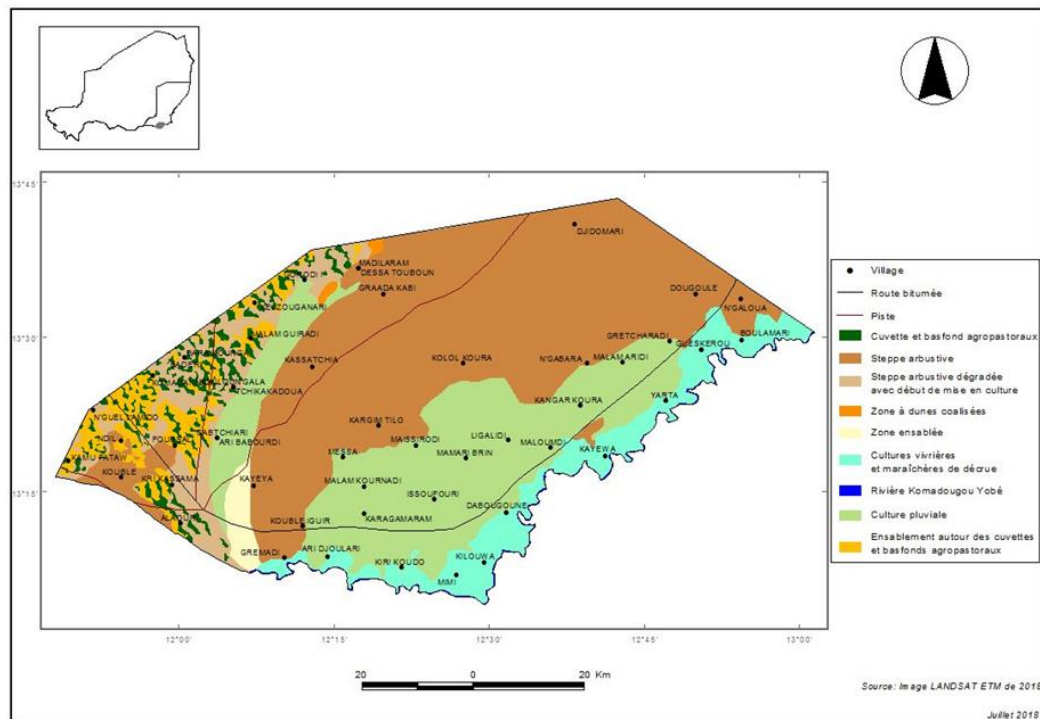 13°45'
DJIDOMARI
MADILARAM
DESSA TOUBOUN
GRAADA KABI
DOUGOULE
N'GALOUA
BOULAMARI
MALAM GUIRADI
13°30'
GRETCHARADI
GUESKEROU
KASSATCHIA
KOLOL KOURA
N'GABARA
MALAM ARIDI
TCHIKAKADOUA
KANGAR KOURA
YARTA
N'GUEL LAMIDO
KARGIM TILO
ARI BABOURDI
MAISSIRODI
LIGALIDI
MALOUMDI
KAYEWA
MESSA
MAMARI BRIN
KOUBLE
KRI KASSAMA
KAYEYA
MALAM KOURNADI
13°15'
ISSOUFOURI
DABOUGOUNE
KOUBLE IGUIR
KARAGAMARAM
GREMADI
ARI DJOULARI
KIRI KOUDO
KILOUWA
MIMI
12°00'
12°15'
12°30'
12°45'
13°00'
20 0 20 Km
Village
Route bitumée
Piste
Cuvette et basfond agropastoraux
Steppe arbustive
Steppe arbustive dégradée
avec début de mise en culture
Zone à dunes coalisées
Zone ensablée
Cultures vivrières
et maraîchères de décrue
Rivière Komadougou Yobé
Culture pluviale
Ensablement autour des cuvettes
et basfonds agropastoraux
Source: Image LANDSAT ETM de 2018
Juillet 2018